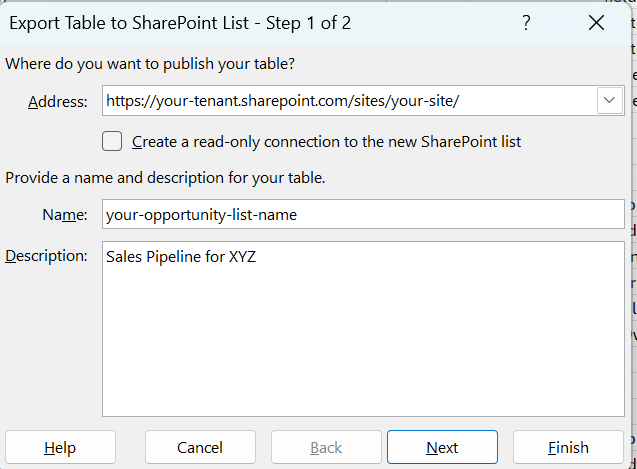 Export Table to SharePoint List - Step 1 of 2 ?
Where do you want to publish your table?
Address: https://your-tenant.sharepoint.com/sites/your-site/
Create a read-only connection to the new SharePoint list
Provide a name and description for your table.
Name: your-opportunity-list-name
Description: Sales Pipeline for XYZ
Help Cancel Back Next Finish